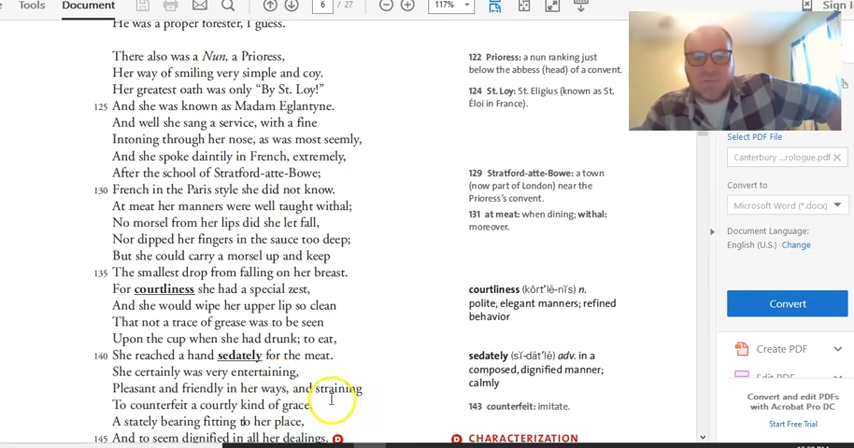 Tools Document 6 / 27 117% Sign In
He was a proper forester, I guess.
There also was a Nun, a Prioress,
Her way of smiling very simple and coy.
Her greatest oath was only “By St. Loy!”
125 And she was known as Madam Eglantyne.
And well she sang a service, with a fine
Intoning through her nose, as was most seemly,
And she spoke daintily in French, extremely,
After the school of Stratford-atte-Bowe;
130 French in the Paris style she did not know.
At meat her manners were well taught withal;
No morsel from her lips did she let fall,
Nor dipped her fingers in the sauce too deep;
But she could carry a morsel up and keep
135 The smallest drop from falling on her breast.
For courtliness she had a special zest,
And she would wipe her upper lip so clean
That not a trace of grease was to be seen
Upon the cup when she had drunk; to eat,
140 She reached a hand sedately for the meat.
She certainly was very entertaining,
Pleasant and friendly in her ways, and straining
To counterfeit a courtly kind of grace,
A stately bearing fitting to her place,
145 And to seem dignified in all her dealings. D
122 Prioress: a nun ranking just
below the abbess (head) of a convent.
124 St. Loy: St. Eligius (known as St.
Éloi in France).
129 Stratford-atte-Bowe: a town
(now part of London) near the
Prioress’s convent.
131 at meat: when dining; withal:
moreover.
courtliness (kôrt′lē-nĭs) n.
polite, elegant manners; refined
behavior
sedately (sĭ-dāt′lē) adv. in a
composed, dignified manner;
calmly
143 counterfeit: imitate.
D CHARACTERIZATION
Select PDF File
Canterbury ...rologue.pdf
Convert to
Microsoft Word (*.docx)
Document Language:
English (U.S.) Change
Convert
Create PDF
Edit PDF
Convert and edit PDFs
with Acrobat Pro DC
Start Free Trial